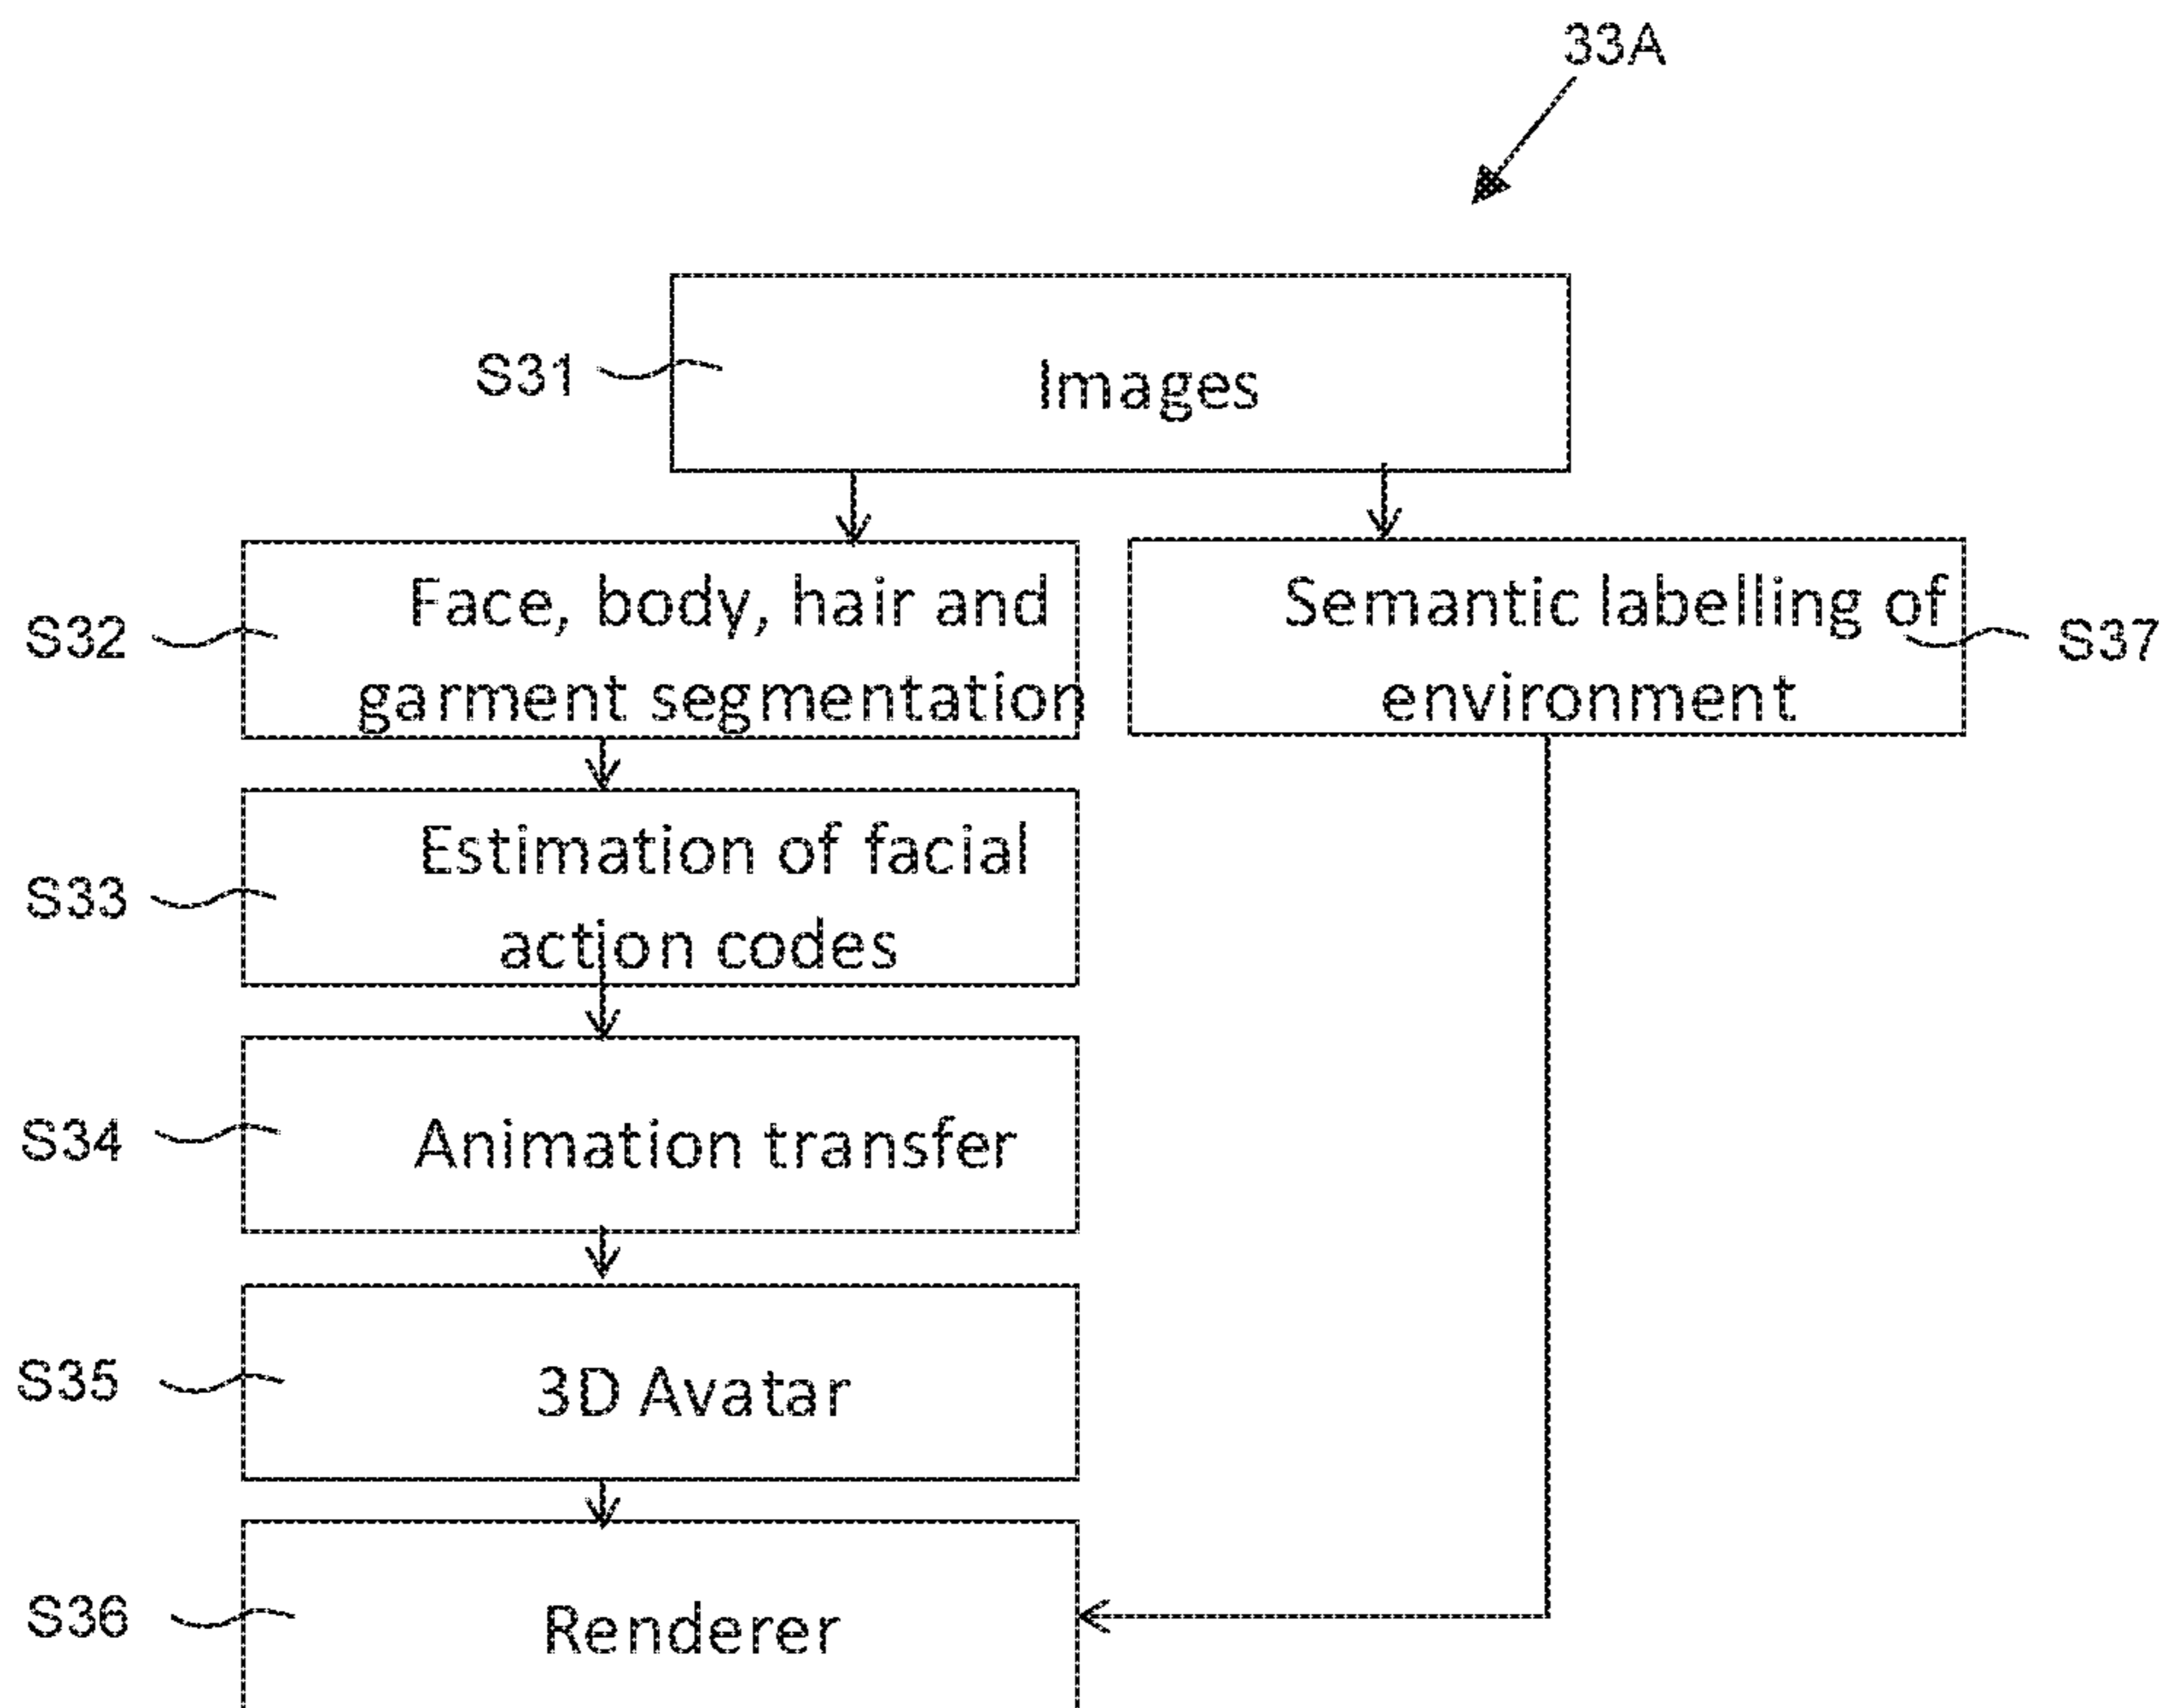 33A
S31
Images
S32
Face, body, hair and
garment segmentation
Semantic labelling of
environment
S37
S33
Estimation of facial
action codes
S34
Animation transfer
S35
3D Avatar
S36
Renderer